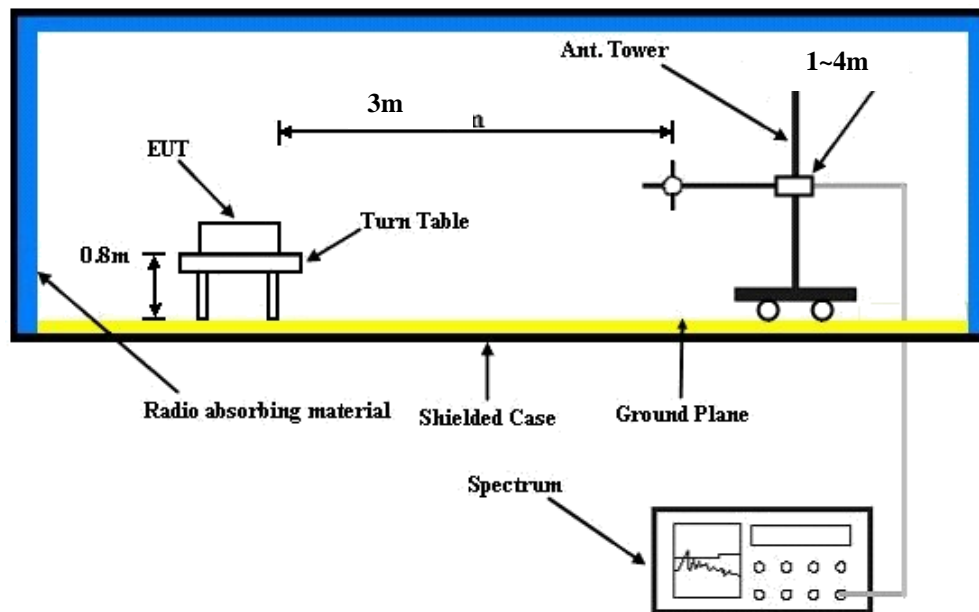 Ant. Tower
1~4m
3m
n
EUT
Turn Table
0.8m
Radio absorbing material
Shielded Case
Ground Plane
Spectrum